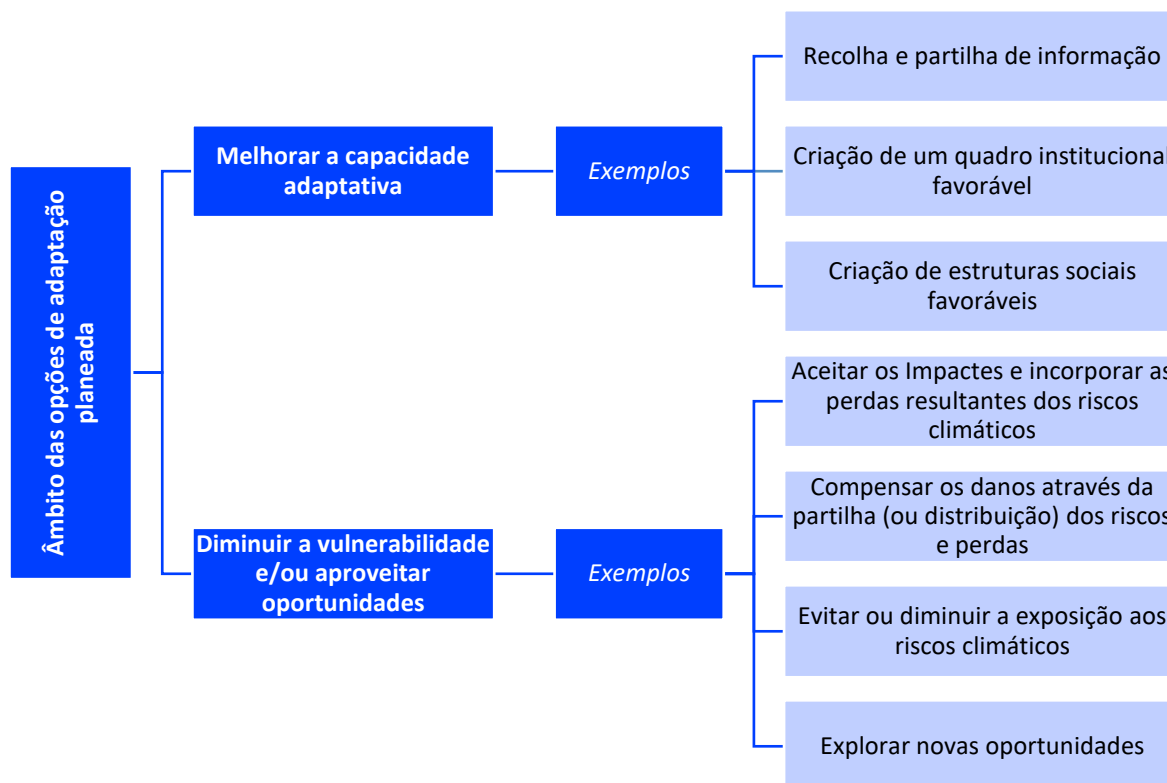 Âmbito das opções de adaptação
planeada
Melhorar a capacidade
adaptativa
Exemplos
Recolha e partilha de informação
Criação de um quadro institucional
favorável
Criação de estruturas sociais
favoráveis
Diminuir a vulnerabilidade
e/ou aproveitar
oportunidades
Exemplos
Aceitar os Impactes e incorporar as
perdas resultantes dos riscos
climáticos
Compensar os danos através da
partilha (ou distribuição) dos riscos
e perdas
Evitar ou diminuir a exposição aos
riscos climáticos
Explorar novas oportunidades